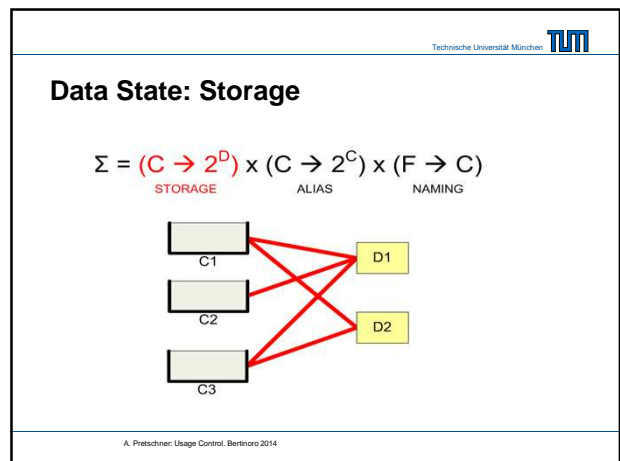 Technische Universität München TUM
Data State: Storage
Σ = (C → 2^D) x (C → 2^C) x (F → C)
STORAGE ALIAS NAMING
C1
D1
C2
D2
C3
A. Pretschner: Usage Control. Bertinoro 2014